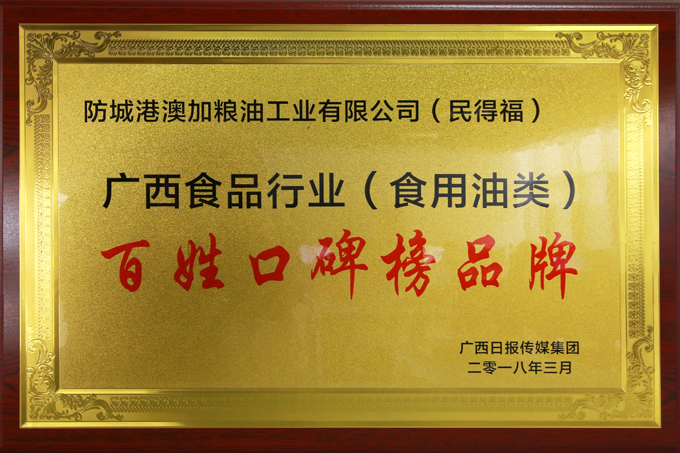 防城港澳加粮油工业有限公司（民得福）
广西食品行业（食用油类）
百姓口碑榜品牌
广西日报传媒集团
二零一八年三月